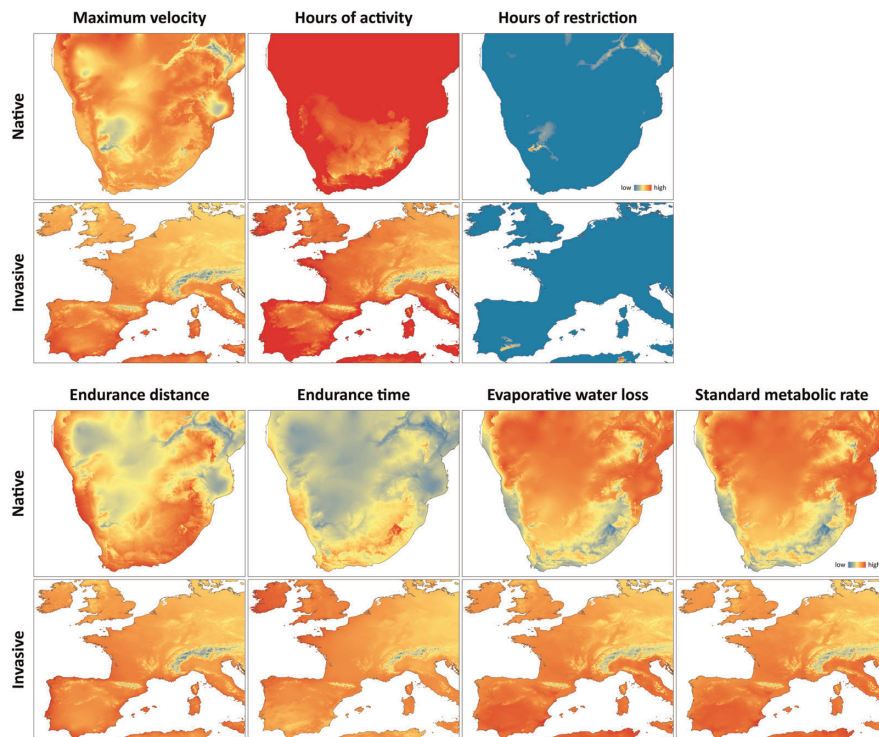 Maximum velocity Hours of activity Hours of restriction
Native
low high
Invasive
Endurance distance Endurance time Evaporative water loss Standard metabolic rate
Native
low high
Invasive